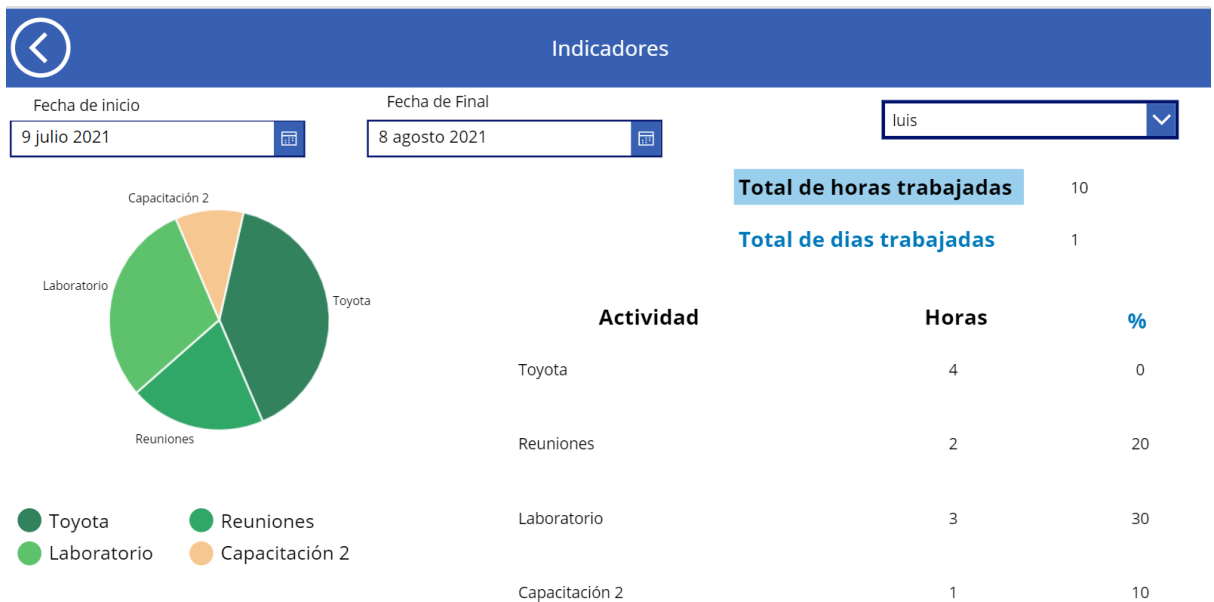 Indicadores
Fecha de inicio
Fecha de Final
9 julio 2021
8 agosto 2021
luis
Total de horas trabajadas 10
Total de dias trabajadas 1
Capacitación 2
Laboratorio
Toyota
Reuniones
Actividad Horas %
Toyota 4 0
Reuniones 2 20
Laboratorio 3 30
Capacitación 2 1 10
Toyota Reuniones
Laboratorio Capacitación 2